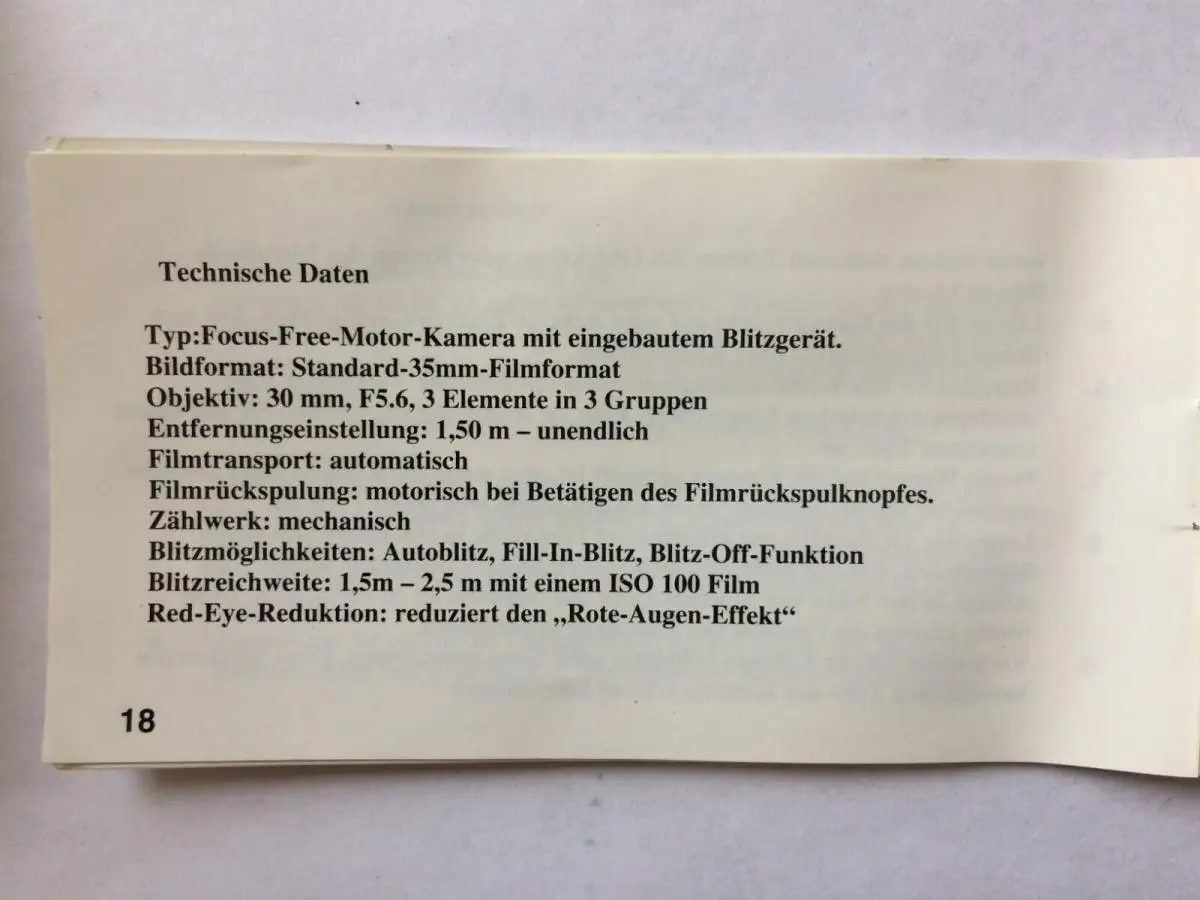 Technische Daten
Typ:Focus-Free-Motor-Kamera mit eingebautem Blitzgerät.
Bildformat: Standard-35mm-Filmformat
Objektiv: 30 mm, F5.6, 3 Elemente in 3 Gruppen
Entfernungseinstellung: 1,50 m – unendlich
Filmtransport: automatisch
Filmrückspulung: motorisch bei Betätigen des Filmrückspulknopfes.
Zählwerk: mechanisch
Blitzmöglichkeiten: Autoblitz, Fill-In-Blitz, Blitz-Off-Funktion
Blitzreichweite: 1,5m – 2,5 m mit einem ISO 100 Film
Red-Eye-Reduktion: reduziert den „Rote-Augen-Effekt“
18